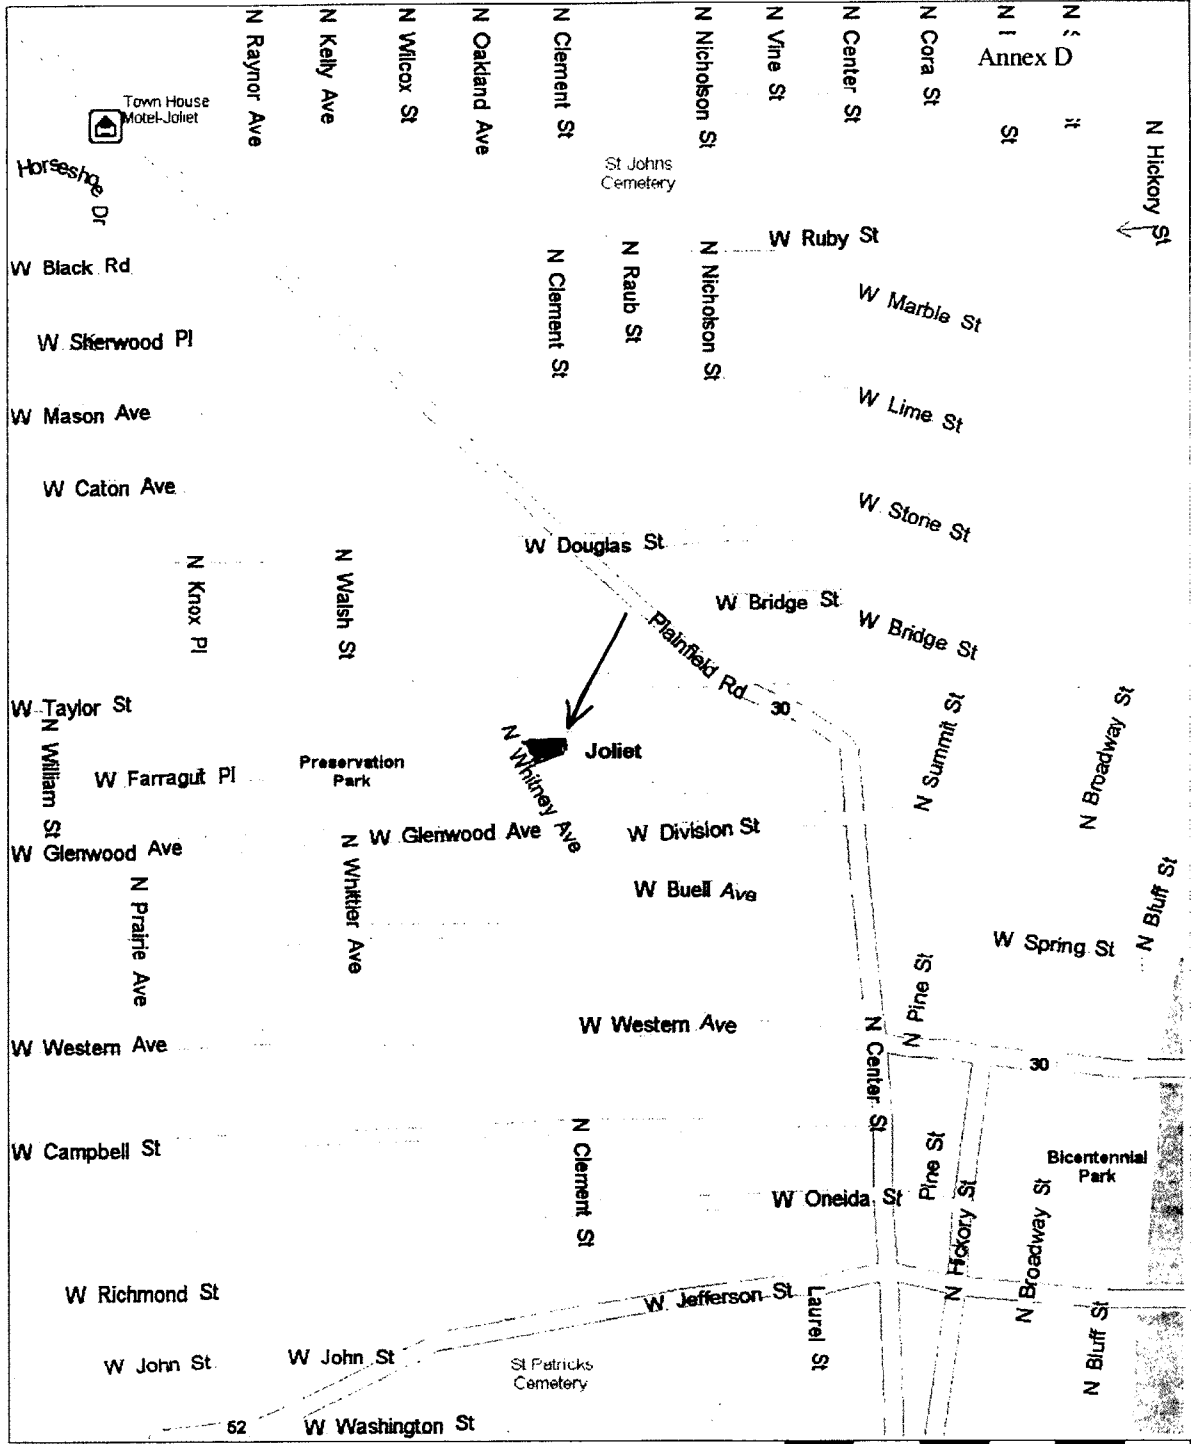 N Raynor Ave
N Kelly Ave
N Wilcox St
N Oakland Ave
N Clement St
N Nicholson St
N Vine St
N Center St
N Cora St
N
St
N
St
Annex D
N Hickory St
Town House
Motel-Joliet
Horseshoe Dr
St Johns
Cemetery
W Ruby St
W Black Rd
N Clement St
N Raub St
N Nicholson St
W Marble St
W Sherwood Pl
W Mason Ave
W Lime St
W Caton Ave
W Stone St
W Douglas St
N Knox Pl
N Walsh St
W Bridge St
W Bridge St
Plainfield Rd
30
W Taylor St
N William St
N Summit St
N Broadway St
N Whitney Ave
Joliet
Preservation
Park
W Farragut Pl
W Glenwood Ave
W Division St
W Glenwood Ave
N Prairie Ave
N Whittier Ave
W Buell Ave
N Bluff St
W Spring St
N Pine St
W Western Ave
W Western Ave
N Center St
30
W Campbell St
N Clement St
Pine St
Bicentennial
Park
W Oneida St
N Hickory St
N Broadway St
W Richmond St
W Jefferson St
Laurel St
N Bluff St
W John St
W John St
St Patricks
Cemetery
52
W Washington St